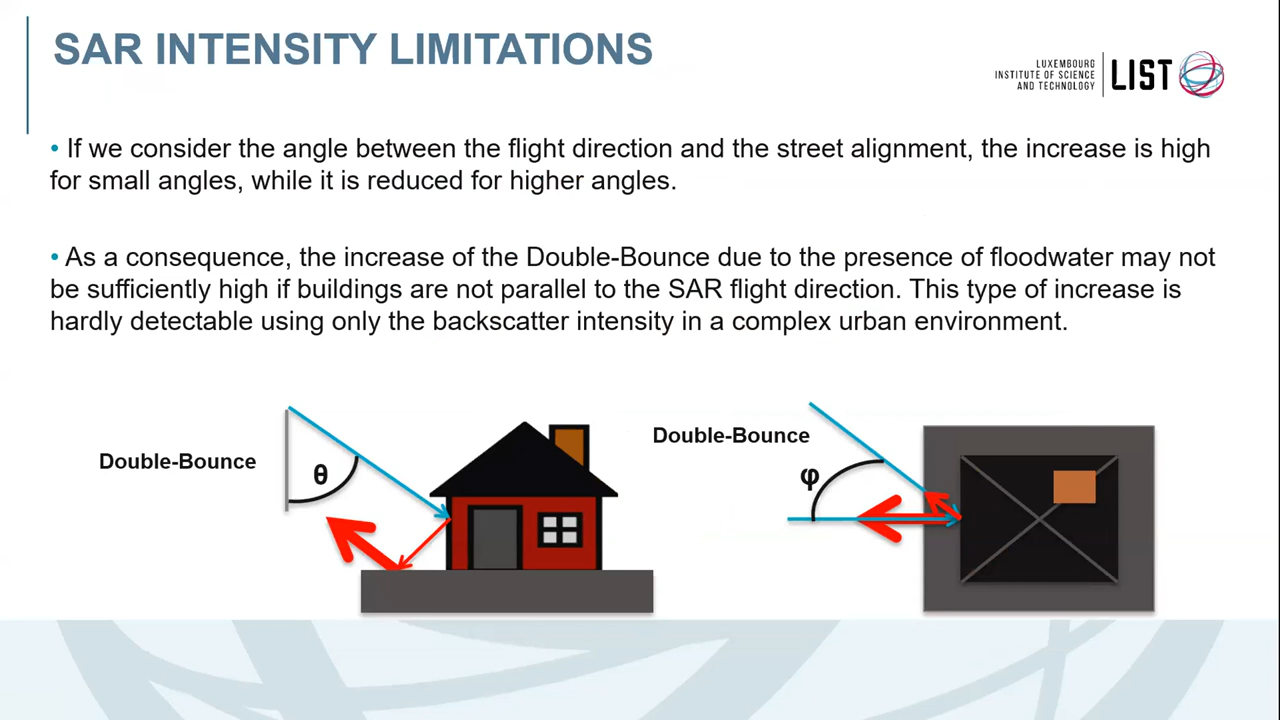 SAR INTENSITY LIMITATIONS
LUXEMBOURG
INSTITUTE OF SCIENCE
AND TECHNOLOGY
LIST
• If we consider the angle between the flight direction and the street alignment, the increase is high
for small angles, while it is reduced for higher angles.
• As a consequence, the increase of the Double-Bounce due to the presence of floodwater may not
be sufficiently high if buildings are not parallel to the SAR flight direction. This type of increase is
hardly detectable using only the backscatter intensity in a complex urban environment.
Double-Bounce
θ
Double-Bounce
φ